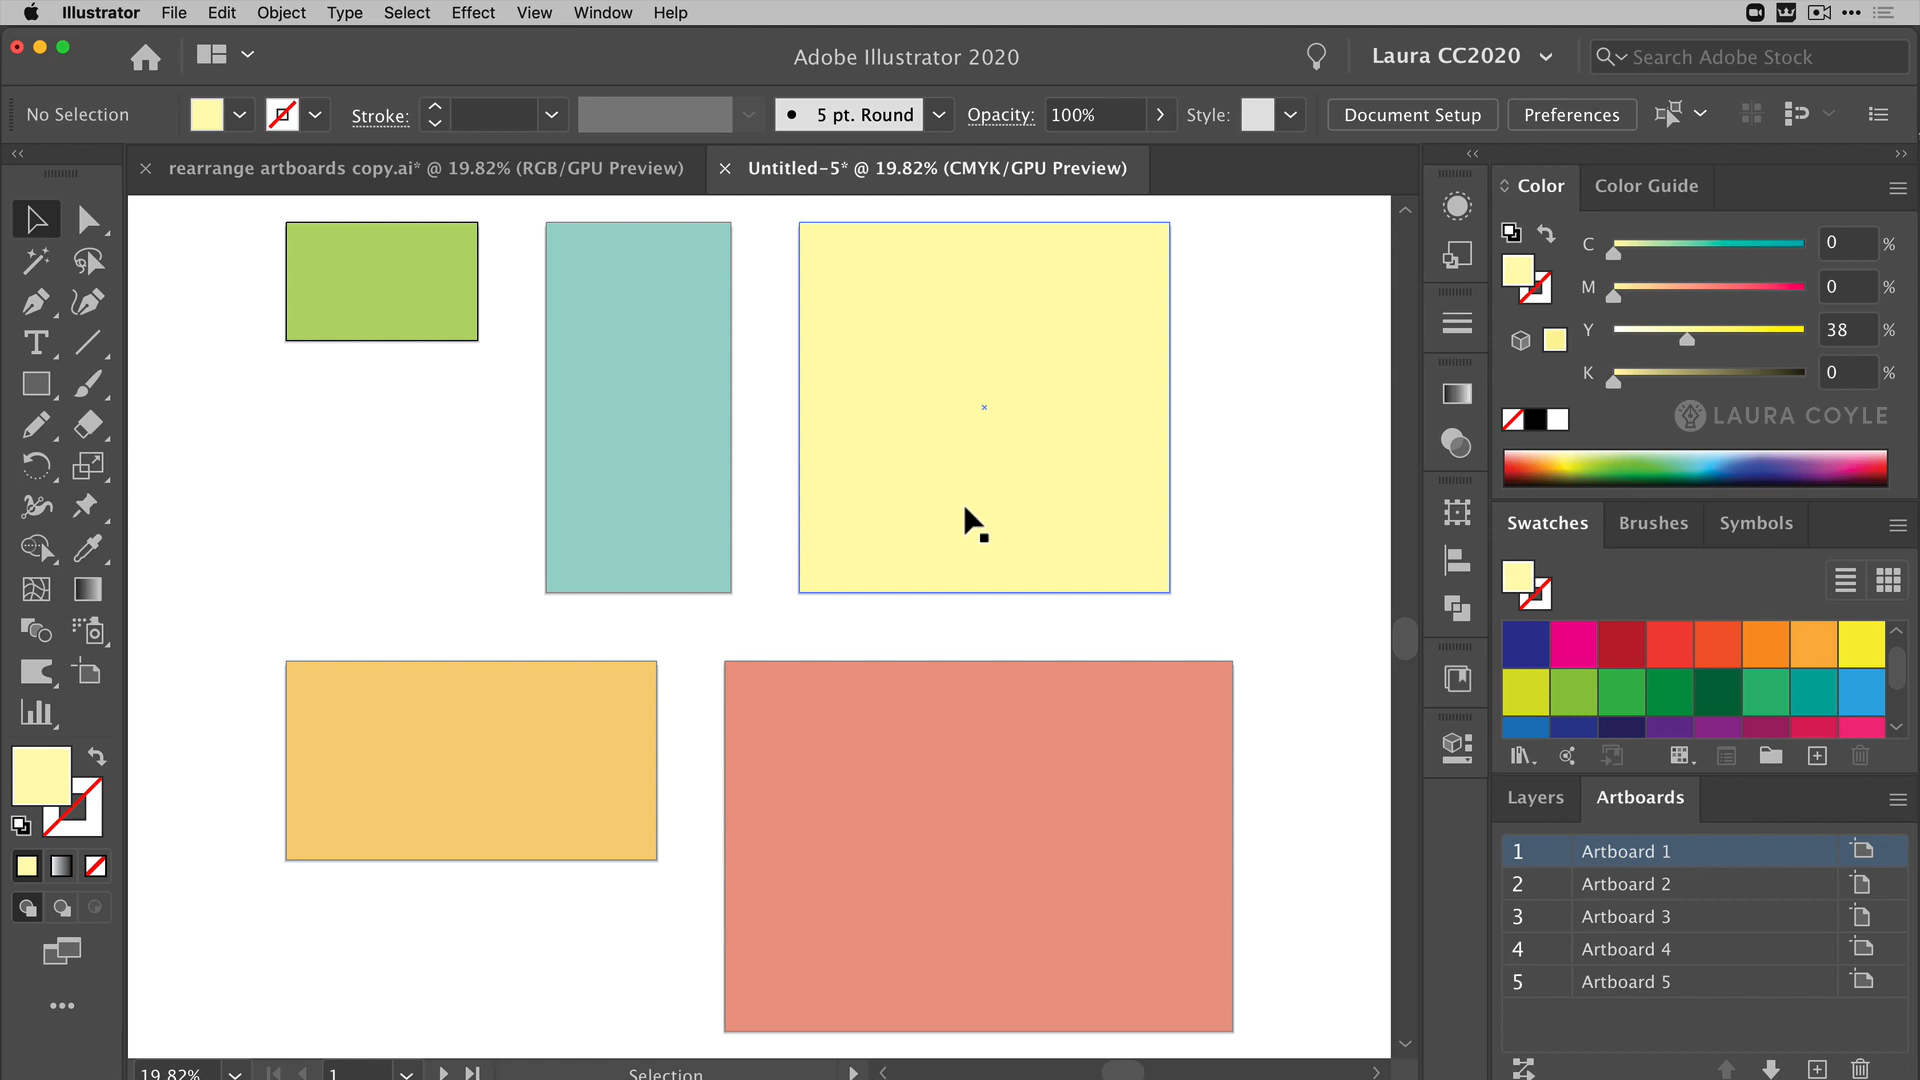 Illustrator File Edit Object Type Select Effect View Window Help
Adobe Illustrator 2020
Laura CC2020
Search Adobe Stock
No Selection
Stroke:
5 pt. Round
Opacity:
100%
Style:
Document Setup
Preferences
rearrange artboards copy.ai* @ 19.82% (RGB/GPU Preview)
Untitled-5* @ 19.82% (CMYK/GPU Preview)
Color
Color Guide
C 0 %
M 0 %
Y 38 %
K 0 %
LAURA COYLE
Swatches
Brushes
Symbols
Layers
Artboards
1 Artboard 1
2 Artboard 2
3 Artboard 3
4 Artboard 4
5 Artboard 5
19.82%
1
Selection